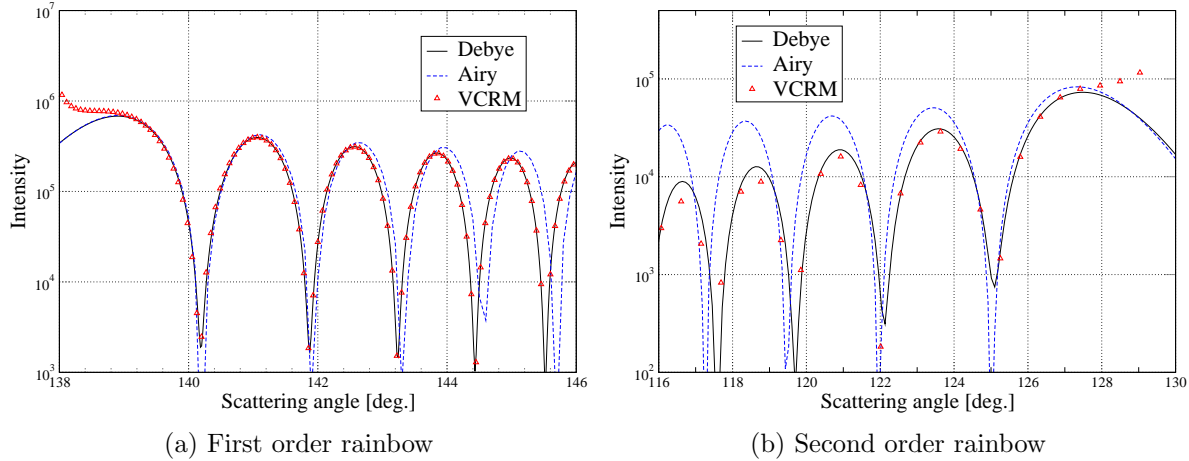 10^7
10^6
10^5
10^4
10^3
Intensity
Debye
Airy
VCRM
138
140
142
144
146
Scattering angle [deg.]
(a) First order rainbow
10^5
10^4
10^3
10^2
Intensity
Debye
Airy
VCRM
116
118
120
122
124
126
128
130
Scattering angle [deg.]
(b) Second order rainbow